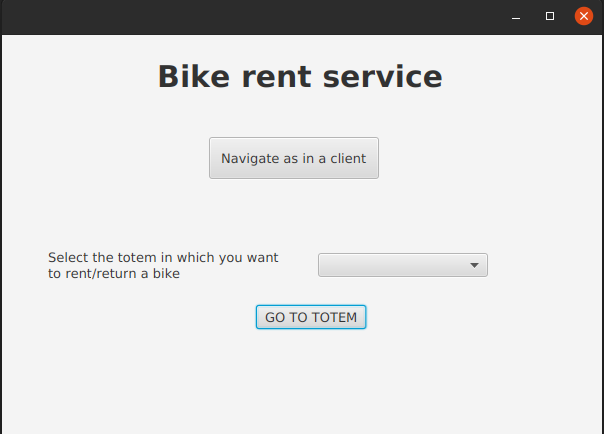 Bike rent service
Navigate as in a client
Select the totem in which you want
to rent/return a bike
GO TO TOTEM